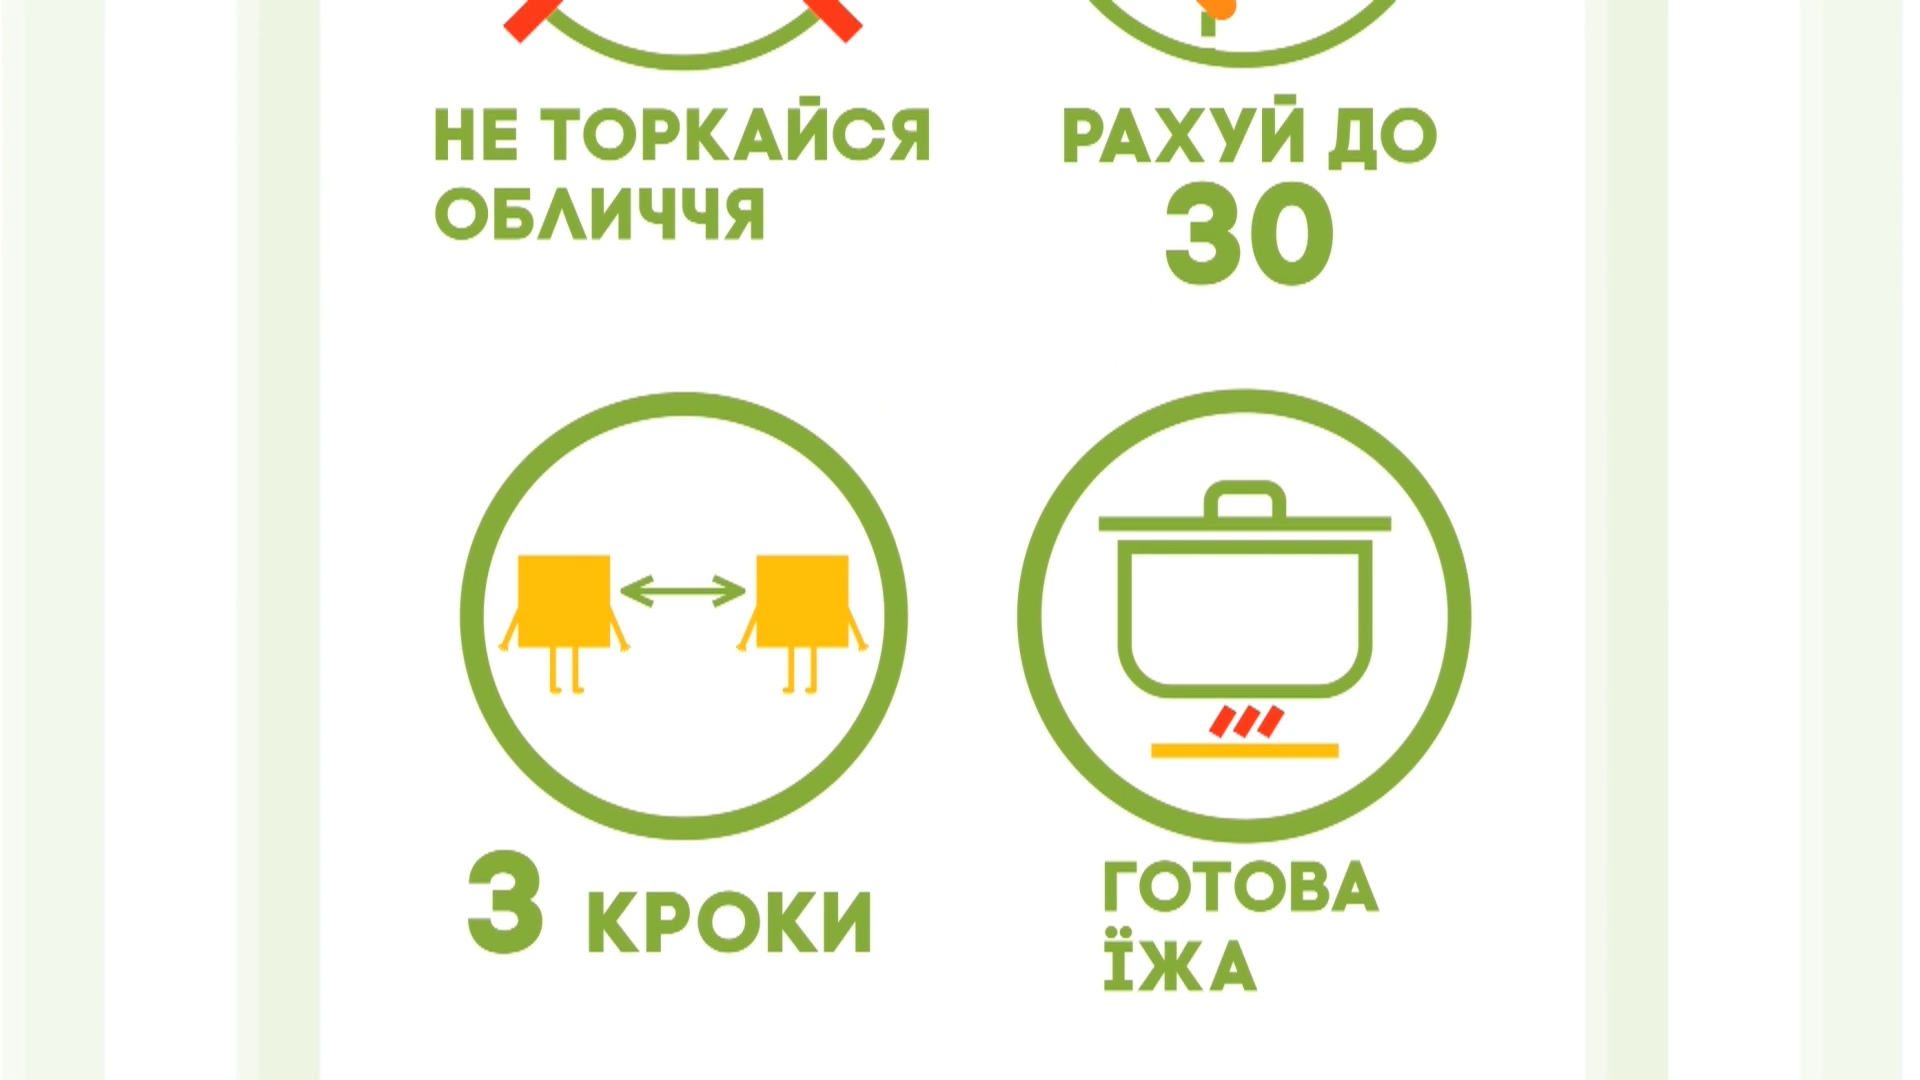 НЕ ТОРКАЙСЯ
ОБЛИЧЧЯ
РАХУЙ ДО
30
3 КРОКИ
ГОТОВА
ЇЖА